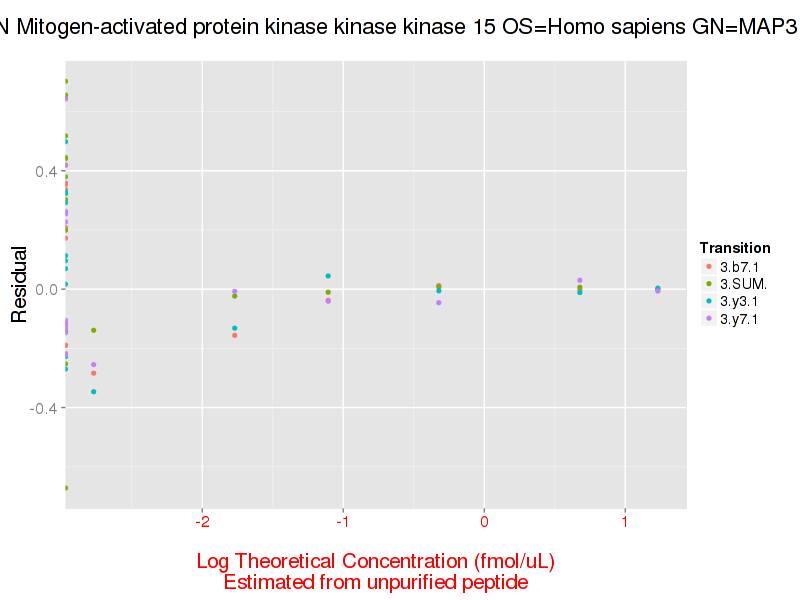 N Mitogen-activated protein kinase kinase kinase 15 OS=Homo sapiens GN=MAP3
0.4
0.0
-0.4
Residual
-2 -1 0 1
Log Theoretical Concentration (fmol/uL)
Estimated from unpurified peptide
Transition
3.b7.1
3.SUM.
3.y3.1
3.y7.1